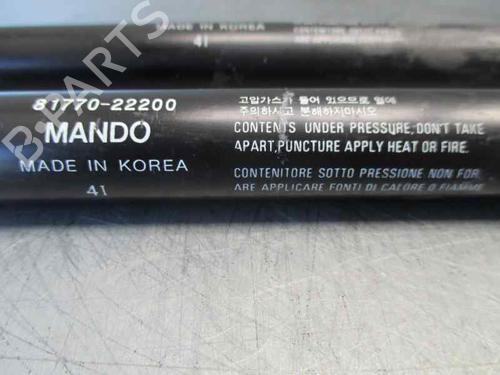 MADE IN KOREA
41
81770-22200
MANDO
MADE IN KOREA
41
고압가스가 들어 있으므로 열에
주의하시고 분해하지마시오
CONTENTS UNDER PRESSURE, DON'T TAKE
APART, PUNCTURE APPLY HEAT OR FIRE.
CONTENITORE SOTTO PRESSIONE NON FOR
ARE APPLICARE FONTI DI CALORE O FIAMME
B-PARTS